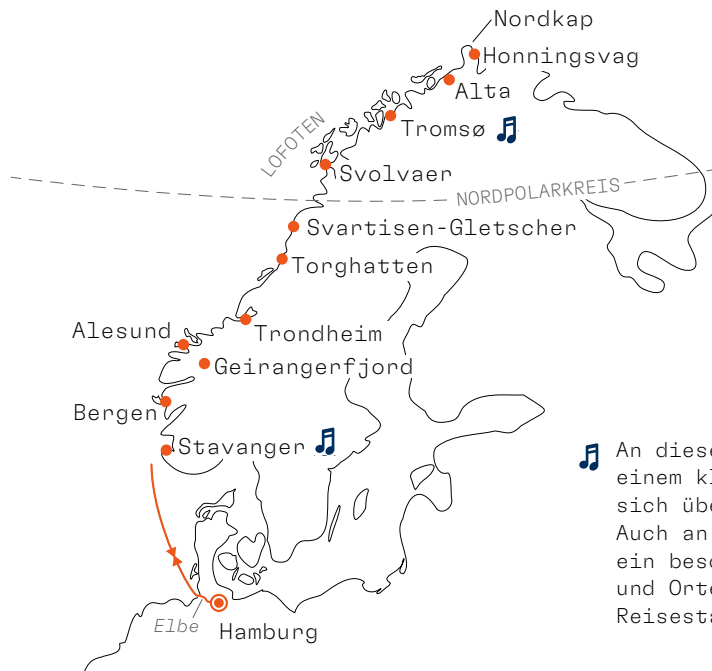 Nordkap
Honningsvag
Alta
LOFOTEN
Tromsø
Svolvaer
NORDPOLARKREIS
Svartisen-Gletscher
Torghatten
Alesund
Trondheim
Geirangerfjord
Bergen
Stavanger
An diese
einem kl
sich übe
Auch an
ein besc
und Orte
Reisesta
Elbe
Hamburg